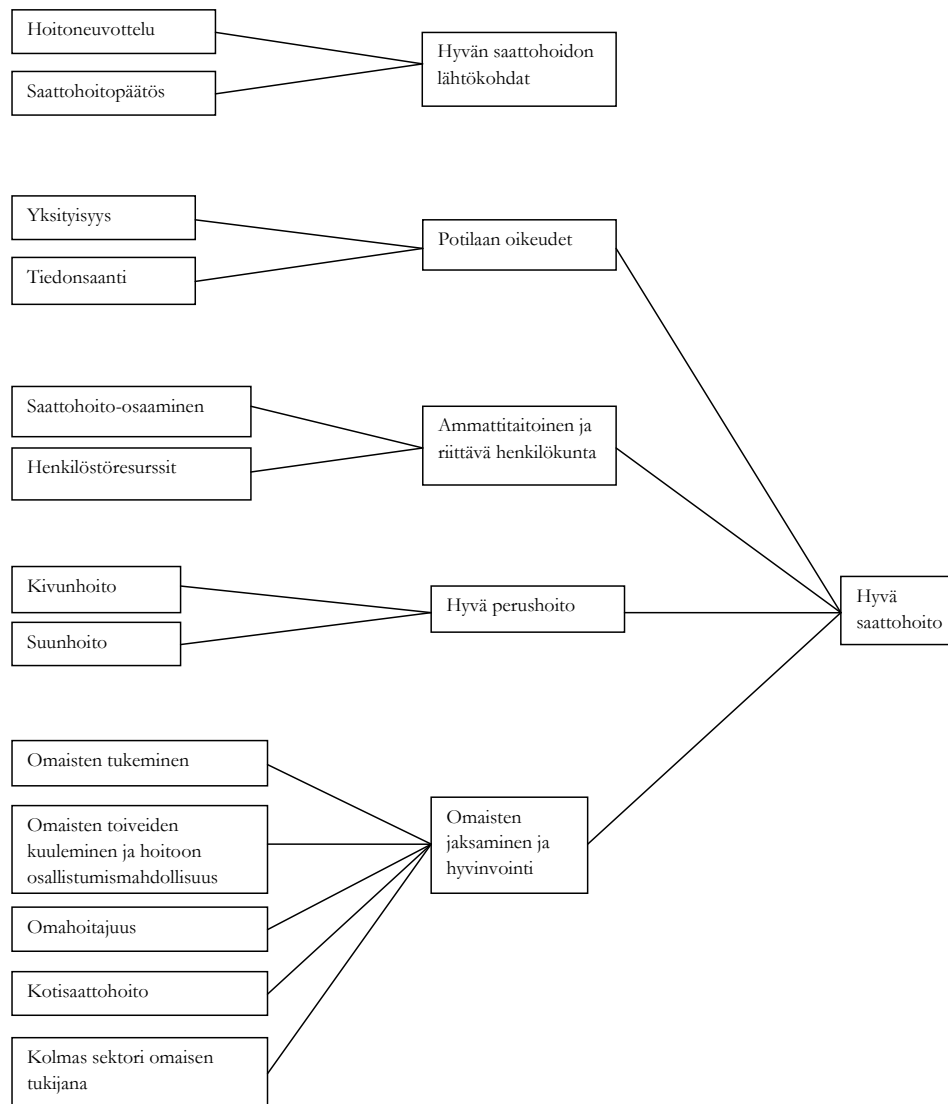 Hoitoneuvottelu
Saattohoitopäätös
Hyvän saattohoidon
lähtökohdat
Yksityisyys
Tiedonsaanti
Potilaan oikeudet
Saattohoito-osaaminen
Henkilöstöresurssit
Ammattitaitoinen ja
riittävä henkilökunta
Kivunhoito
Suunhoito
Hyvä perushoito
Omaisten tukeminen
Omaisten toiveiden
kuuleminen ja hoitoon
osallistumismahdollisuus
Omahoitajuus
Kotisaattohoito
Kolmas sektori omaisen
tukijana
Omaisten
jaksaminen ja
hyvinvointi
Hyvä
saattohoito